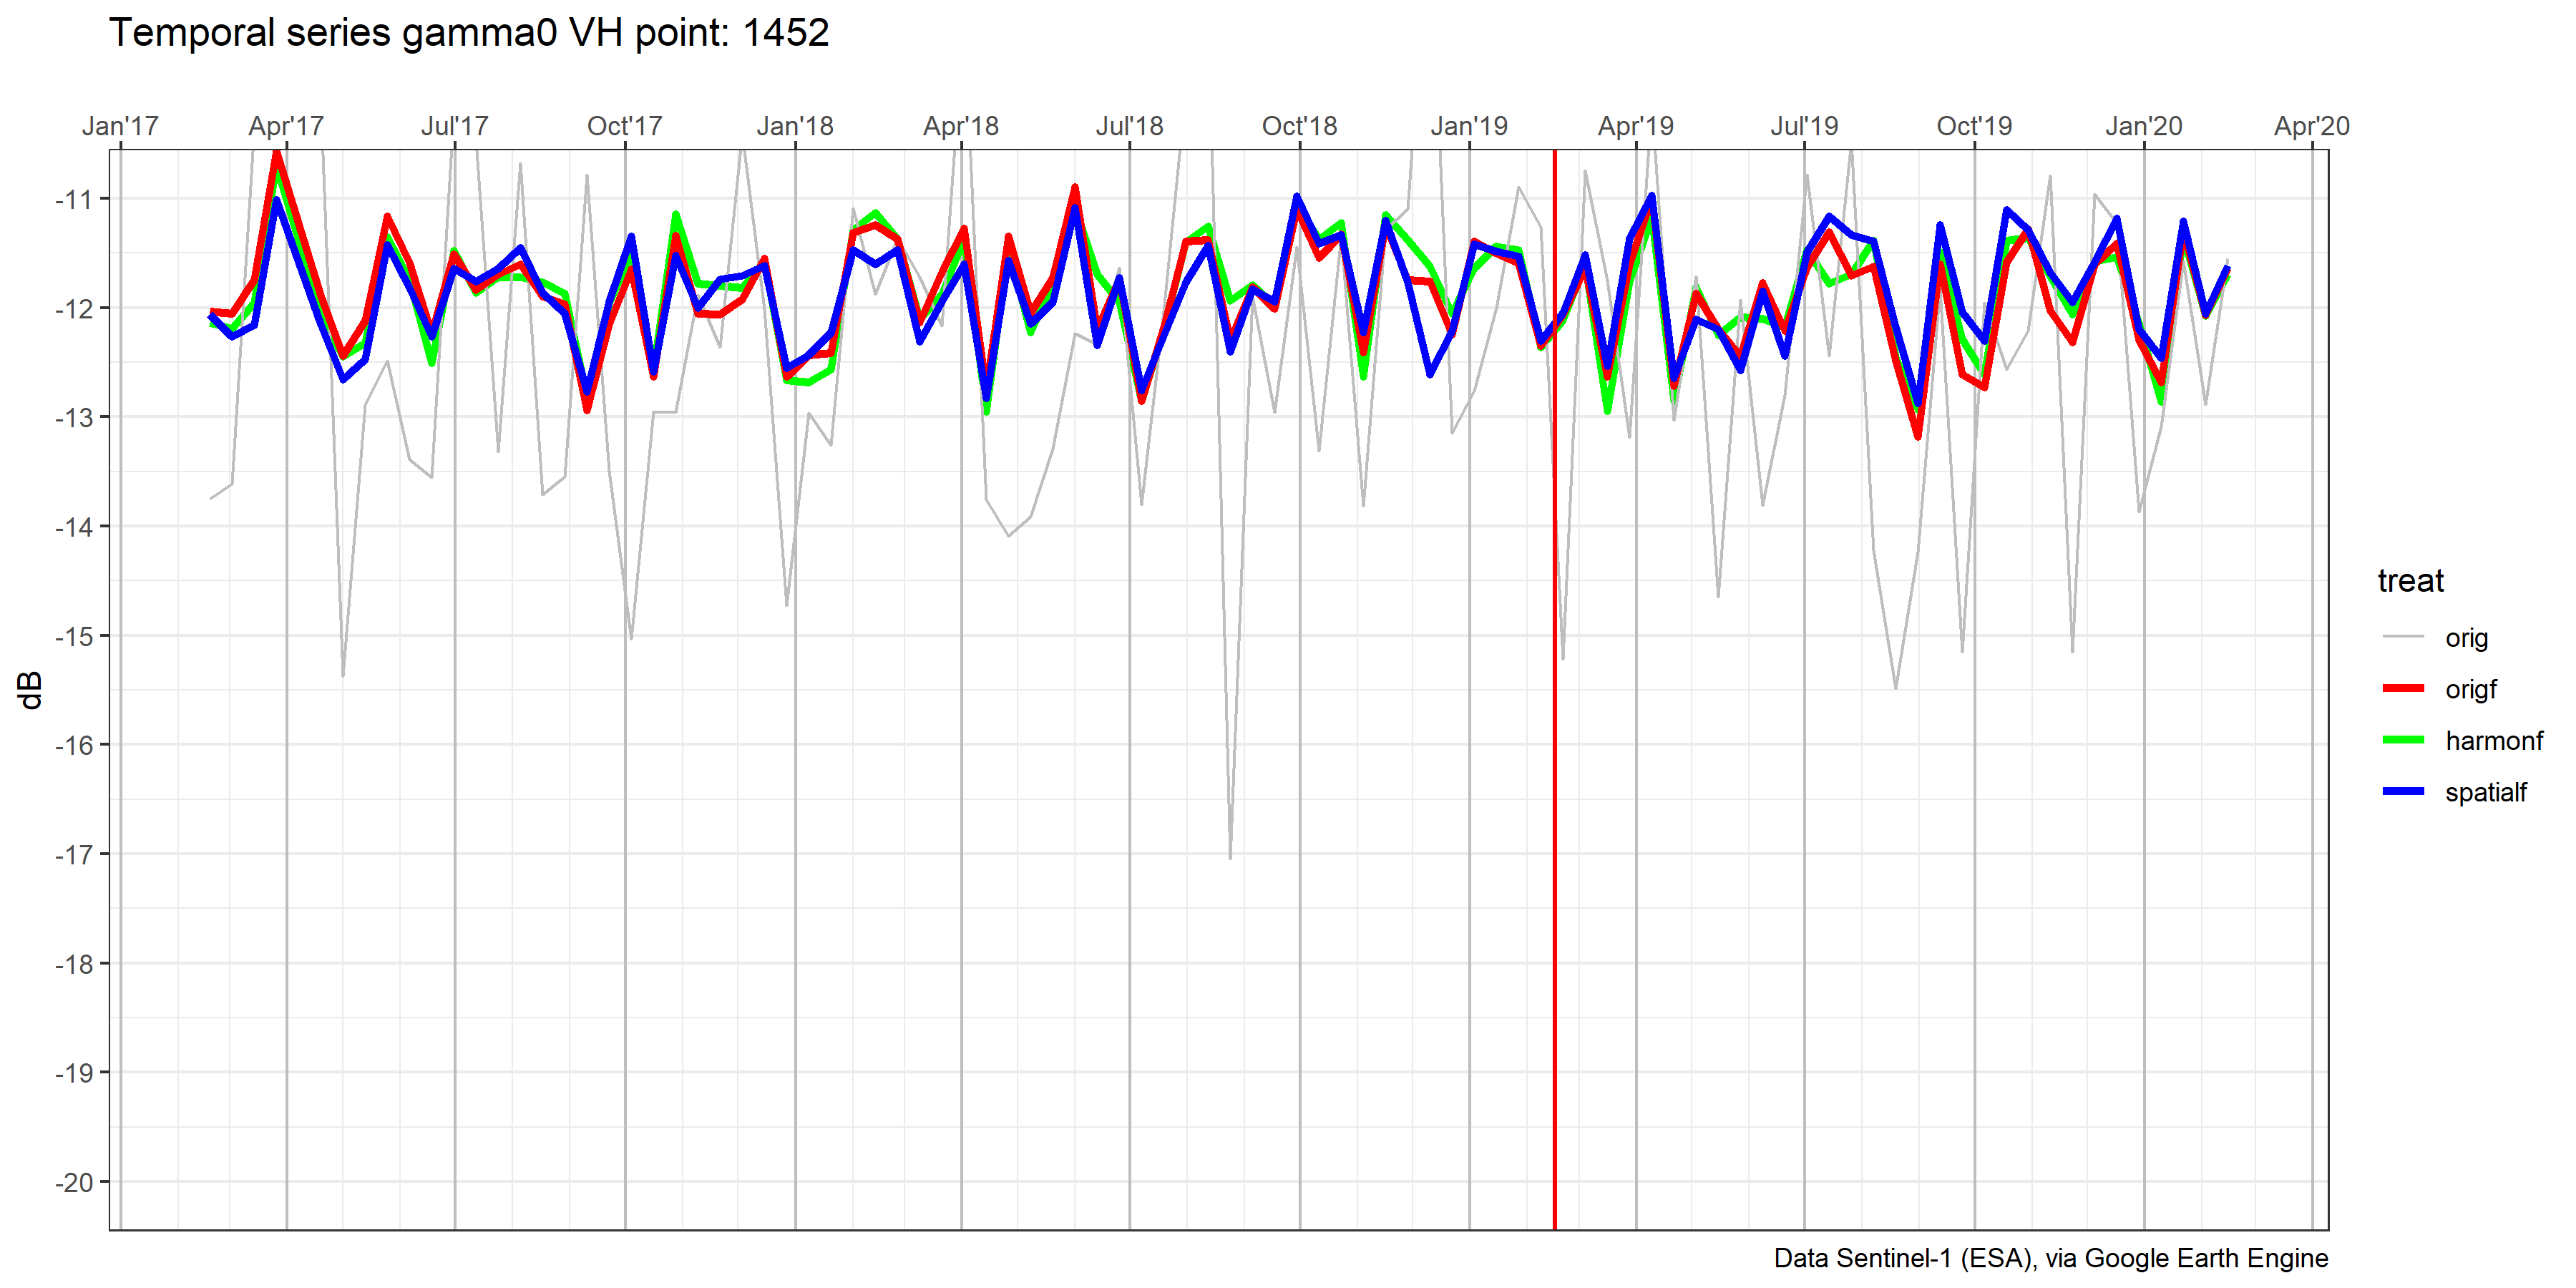 Temporal series gamma0 VH point: 1452
Jan'17 Apr'17 Jul'17 Oct'17 Jan'18 Apr'18 Jul'18 Oct'18 Jan'19 Apr'19 Jul'19 Oct'19 Jan'20 Apr'20
-11
-12
-13
-14
-15
-16
-17
-18
-19
-20
dB
treat
orig
origf
harmonf
spatialf
Data Sentinel-1 (ESA), via Google Earth Engine